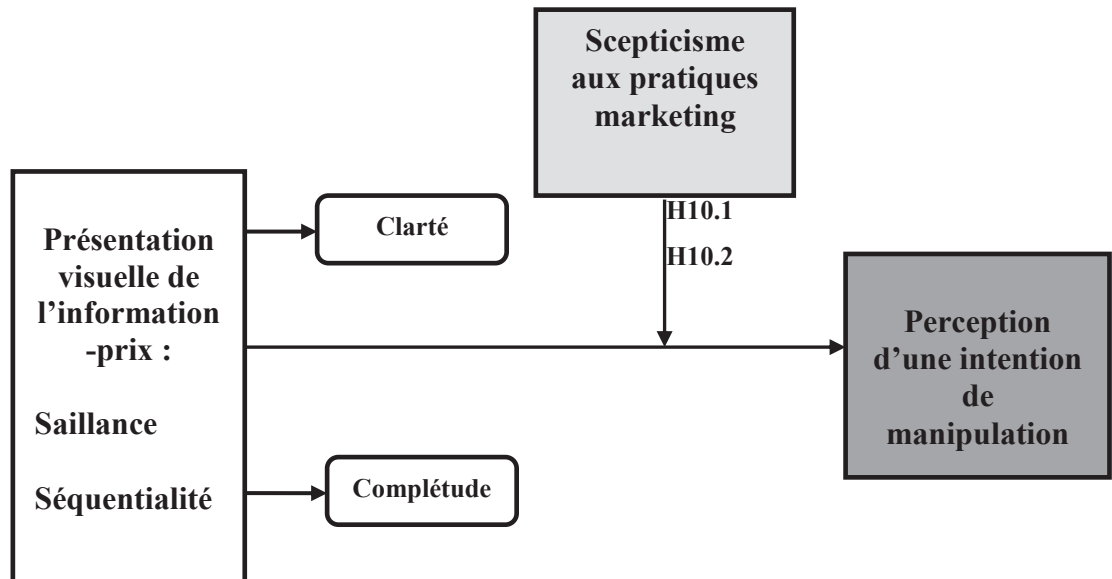 Scepticisme
aux pratiques
marketing
H10.1
H10.2
Présentation
visuelle de
l'information
-prix :
Saillance
Séquentialité
Clarté
Complétude
Perception
d'une intention
de
manipulation